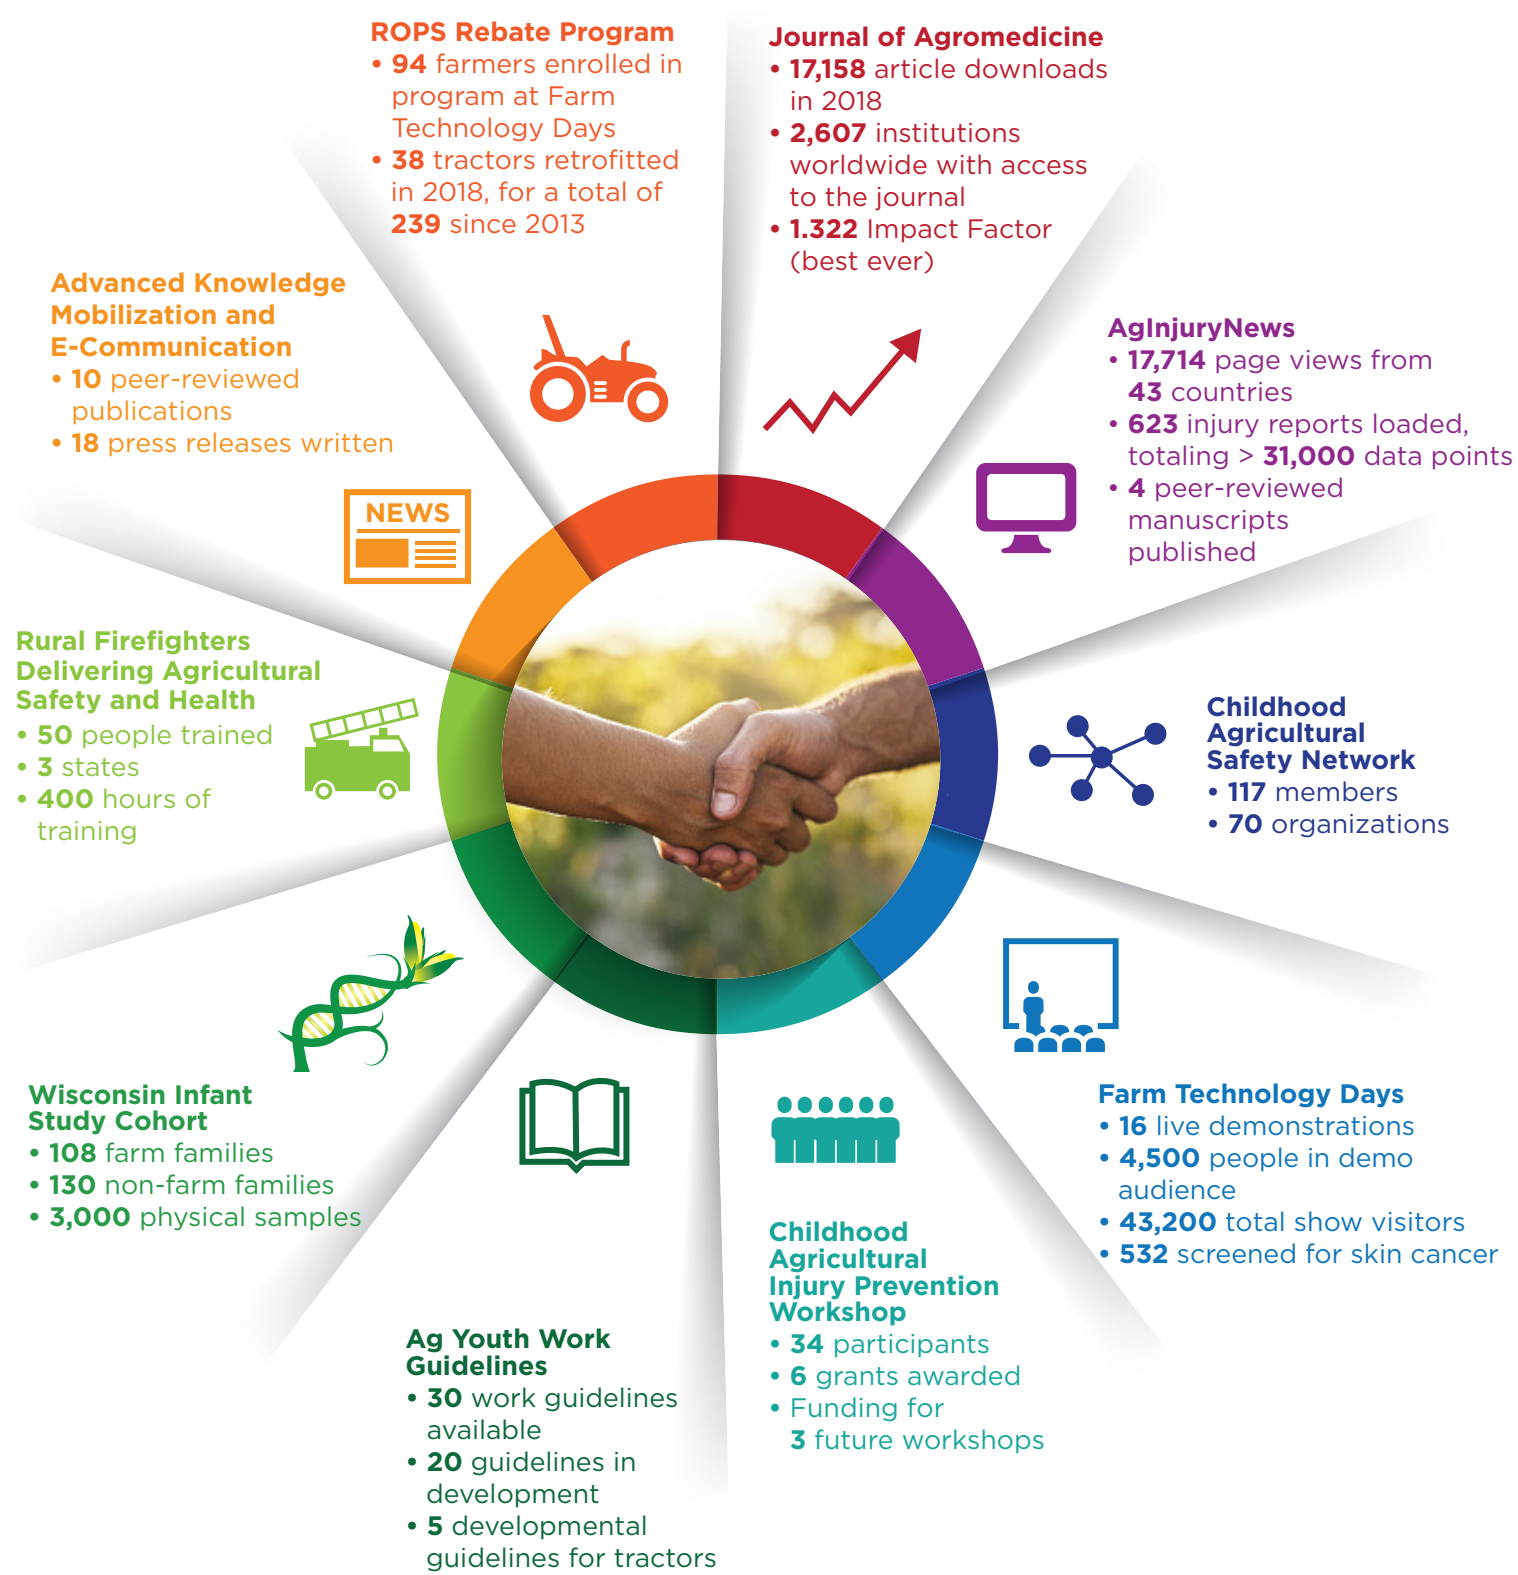 ROPS Rebate Program
• 94 farmers enrolled in
program at Farm
Technology Days
• 38 tractors retrofitted
in 2018, for a total of
239 since 2013
Journal of Agromedicine
• 17,158 article downloads
in 2018
• 2,607 institutions
worldwide with access
to the journal
• 1.322 Impact Factor
(best ever)
AgInjuryNews
• 17,714 page views from
43 countries
• 623 injury reports loaded,
totaling > 31,000 data points
• 4 peer-reviewed
manuscripts
published
Childhood
Agricultural
Safety Network
• 117 members
• 70 organizations
Farm Technology Days
• 16 live demonstrations
• 4,500 people in demo
audience
• 43,200 total show visitors
• 532 screened for skin cancer
Childhood
Agricultural
Injury Prevention
Workshop
• 34 participants
• 6 grants awarded
• Funding for
3 future workshops
Ag Youth Work
Guidelines
• 30 work guidelines
available
• 20 guidelines in
development
• 5 developmental
guidelines for tractors
Wisconsin Infant
Study Cohort
• 108 farm families
• 130 non-farm families
• 3,000 physical samples
Rural Firefighters
Delivering Agricultural
Safety and Health
• 50 people trained
• 3 states
• 400 hours of
training
Advanced Knowledge
Mobilization and
E-Communication
• 10 peer-reviewed
publications
• 18 press releases written
NEWS